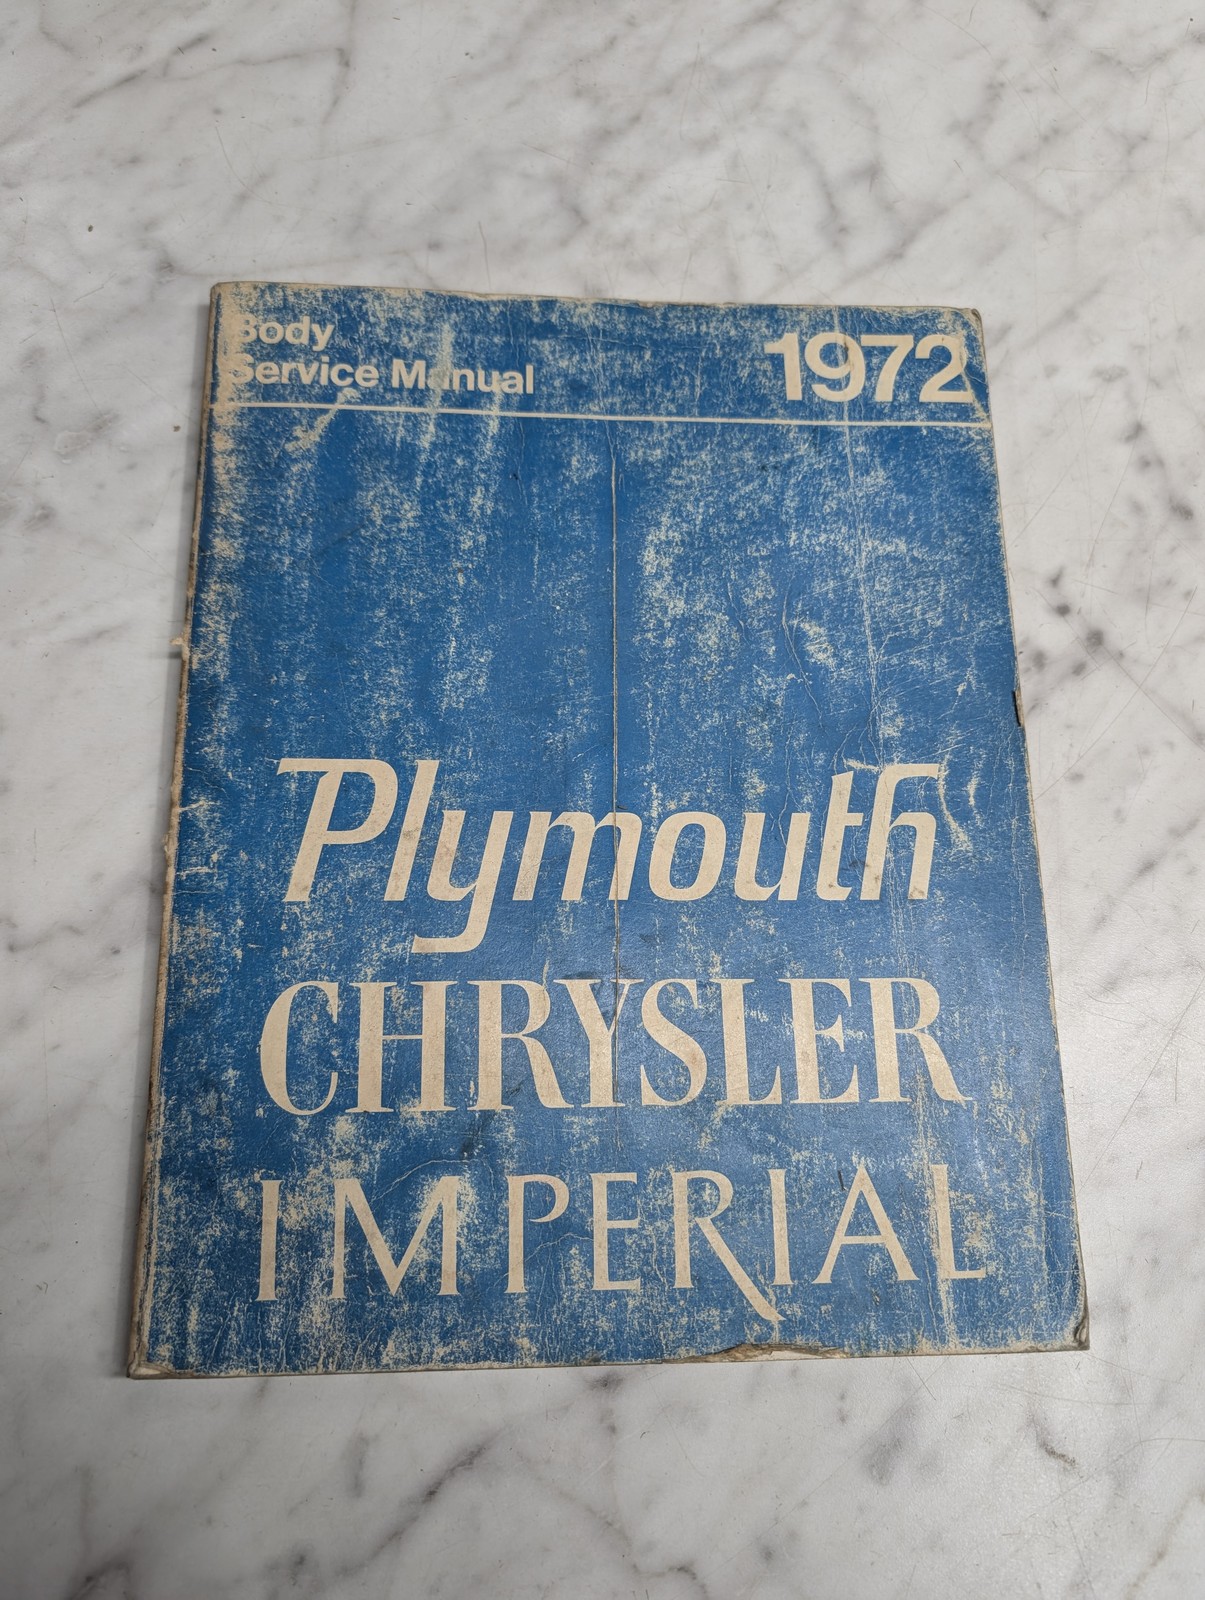 Body
Service Manual
1972
Plymouth
CHRYSLER
IMPERIAL